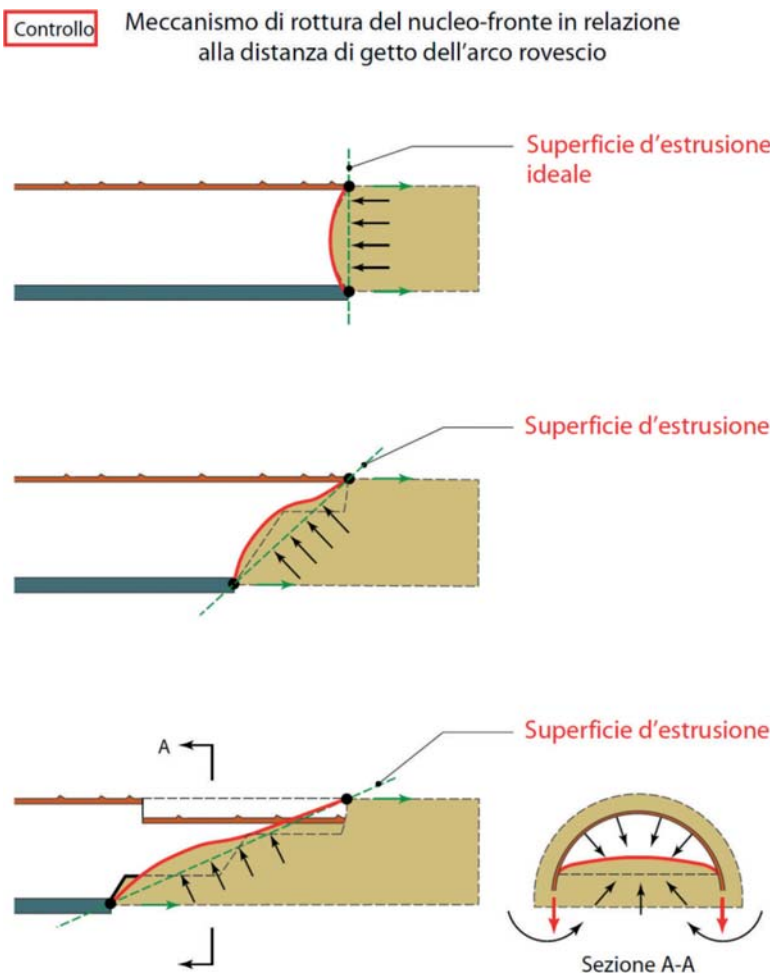 Controllo
Meccanismo di rottura del nucleo-fronte in relazione
alla distanza di getto dell'arco rovescio
Superficie d'estrusione
ideale
Superficie d'estrusione
Superficie d'estrusione
A
Sezione A-A